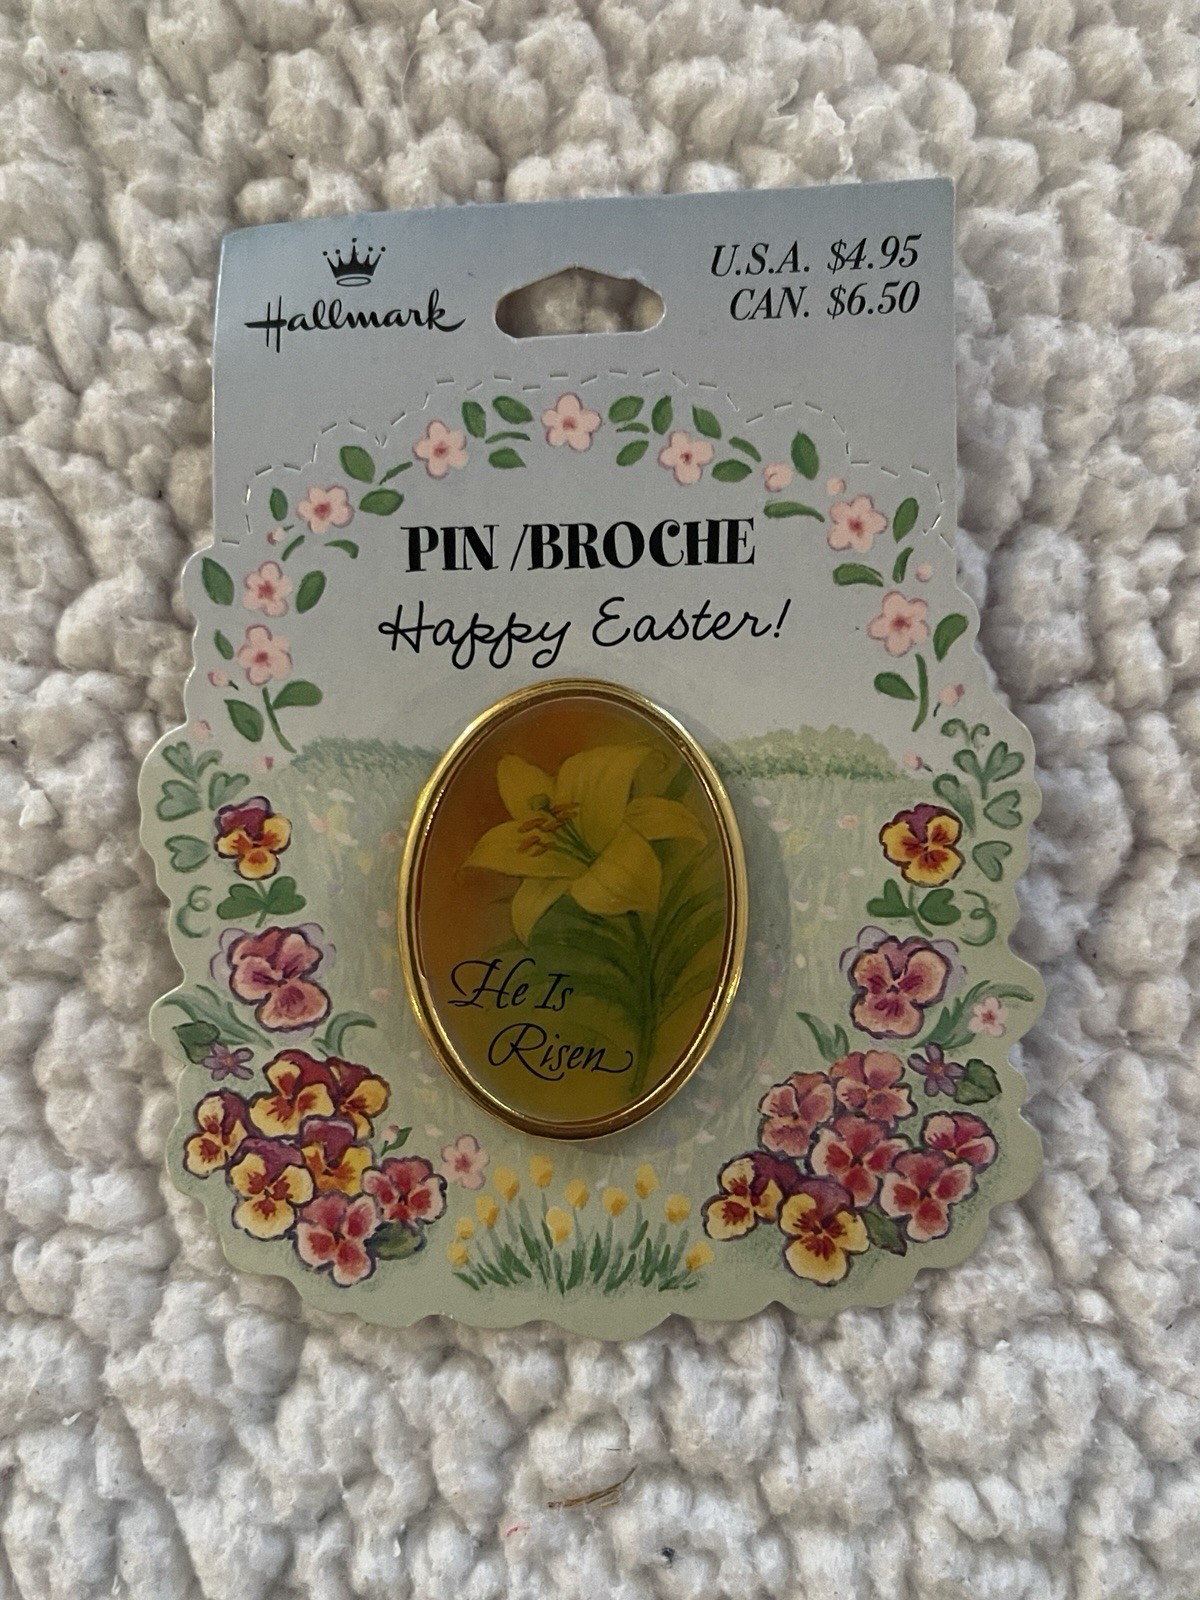 Hallmark
U.S.A. $4.95
CAN. $6.50
PIN /BROCHE
Happy Easter!
He Is
Risen